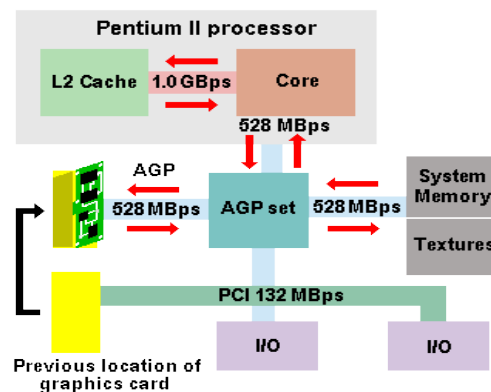 Pentium II processor
L2 Cache
1.0 GBps
Core
528 MBps
AGP
528 MBps
AGP set
528 MBps
System
Memory
Textures
PCI 132 MBps
I/O
I/O
Previous location of
graphics card